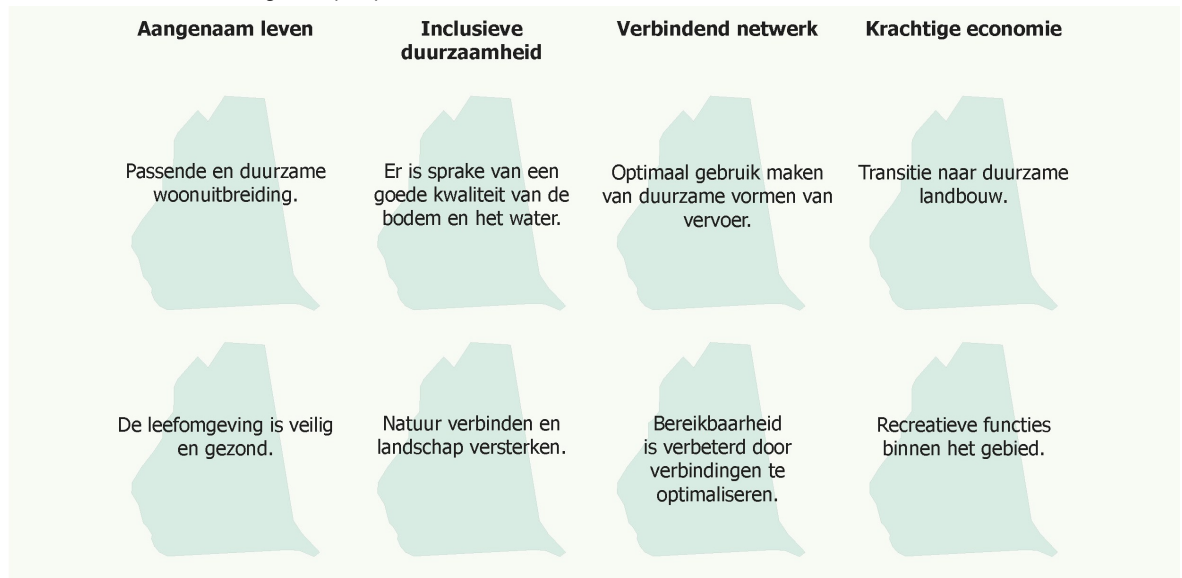 Aangenaam leven
Inclusieve
duurzaamheid
Verbindend netwerk
Krachtige economie
Passende en duurzame
woonuitbreiding.
Er is sprake van een
goede kwaliteit van de
bodem en het water.
Optimaal gebruik maken
van duurzame vormen van
vervoer.
Transitie naar duurzame
landbouw.
De leefomgeving is veilig
en gezond.
Natuur verbinden en
landschap versterken.
Bereikbaarheid
is verbeterd door
verbindingen te
optimaliseren.
Recreatieve functies
binnen het gebied.